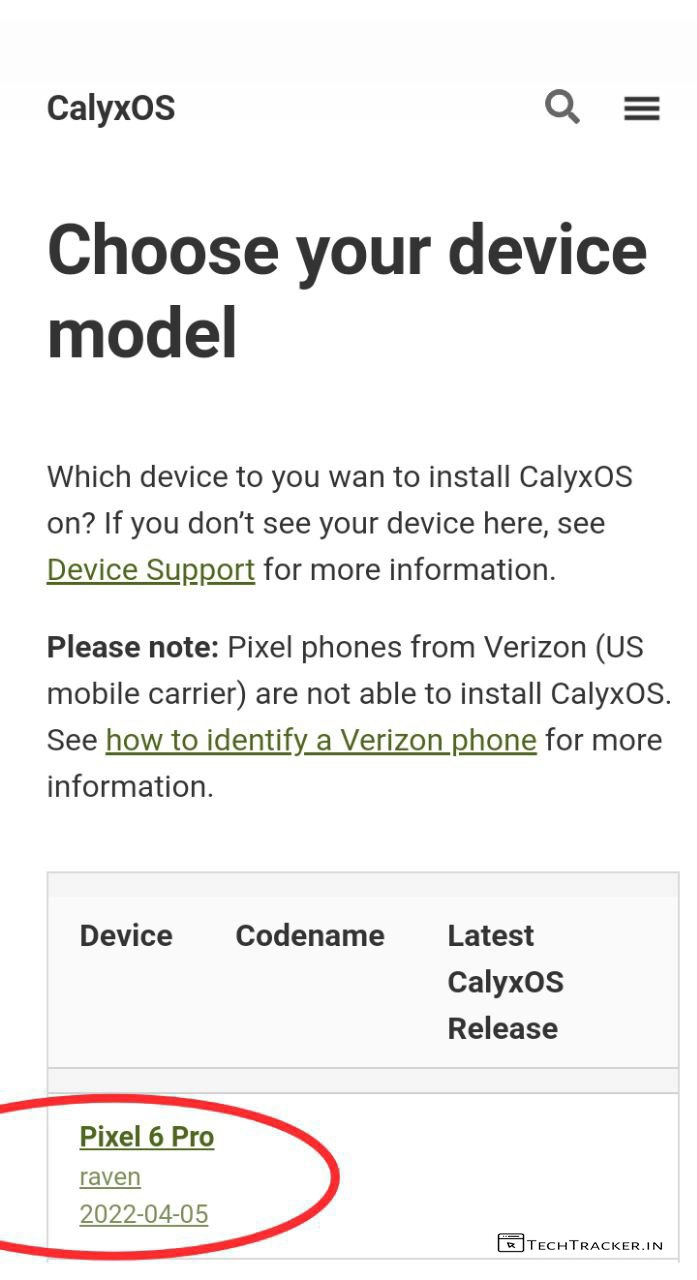 CalyxOS
Choose your device
model
Which device to you wan to install CalyxOS
on? If you don’t see your device here, see
Device Support for more information.
Please note: Pixel phones from Verizon (US
mobile carrier) are not able to install CalyxOS.
See how to identify a Verizon phone for more
information.
Device Codename Latest
CalyxOS
Release
Pixel 6 Pro
raven
2022-04-05
TECHTRACKER.IN